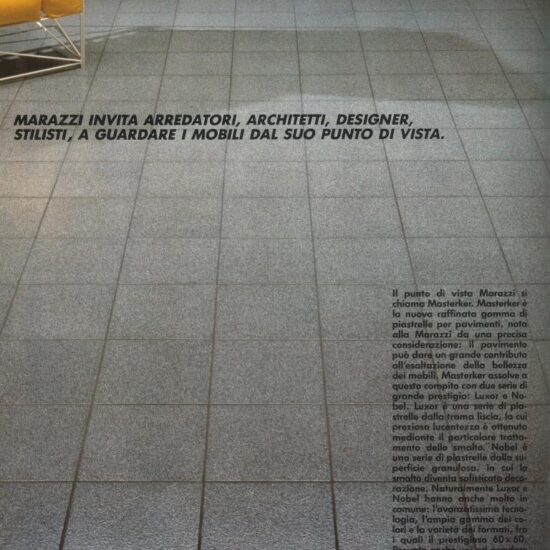 MARAZZI INVITA ARREDATORI, ARCHITETTI, DESIGNER,
STILISTI, A GUARDARE I MOBILI DAL SUO PUNTO DI VISTA.
Il punto di vista Marazzi si
chiama Masterker. Masterker è
la nuova raffinata gamma di
piastrelle per pavimenti, nata
alla Marazzi da una precisa
considerazione: il pavimento
può dare un grande contributo
all'esaltazione della bellezza
dei mobili. Masterker assolve a
questo compito con due serie di
grande prestigio: Luxor e No-
bel. Luxor è una serie di pia-
strelle dalla trama liscia, la cui
preziosa lucentezza è ottenuta
mediante il particolare tratta-
mento dello smalto. Nobel è
una serie di piastrelle dalla su-
perficie granulosa, in cui lo
smalto diventa sofisticata deco-
razione. Naturalmente Luxor e
Nobel hanno anche molto in
comune: l'avanzatissima tecno-
logia, l'ampia gamma dei co-
lori e la varietà dei formati, fra
i quali il prestigioso 60×60.